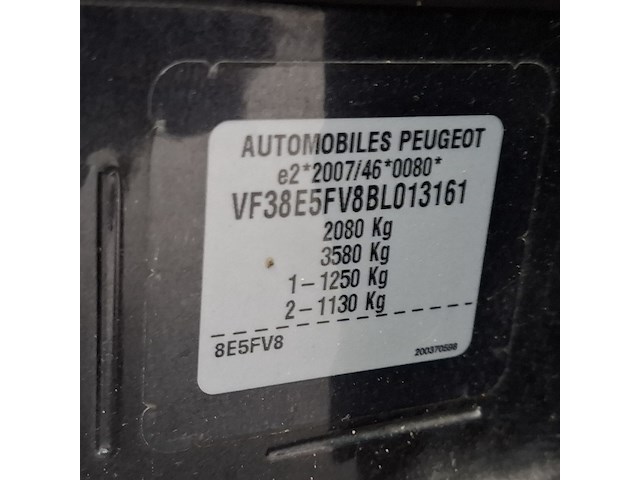 AUTOMOBILES PEUGEOT
e2*2007/46*0080*
VF38E5FV8BL013161
2080 Kg
3580 Kg
1-1250 Kg
2-1130 Kg
8E5FV8
200370598